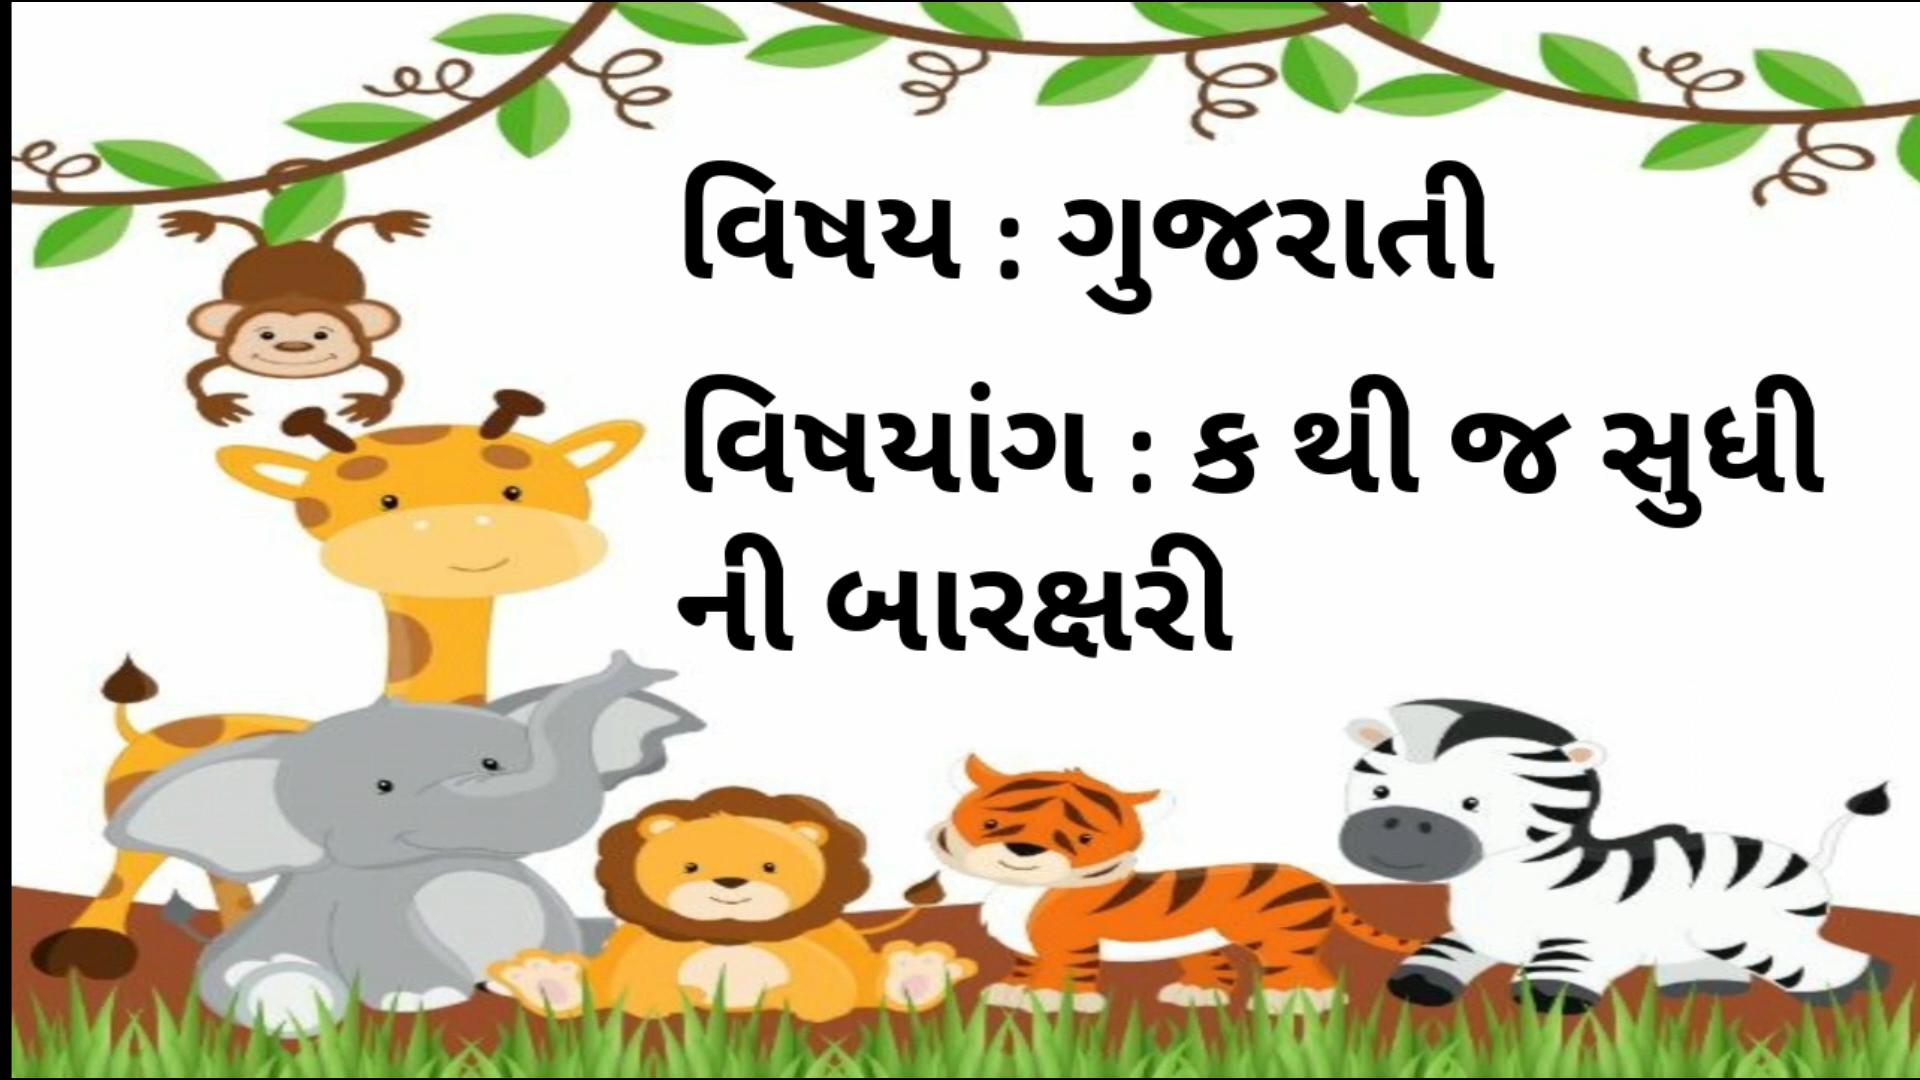 વિષય : ગુજરાતી
વિષયાંગ : ક થી જ સુધી
ની બારક્ષરી